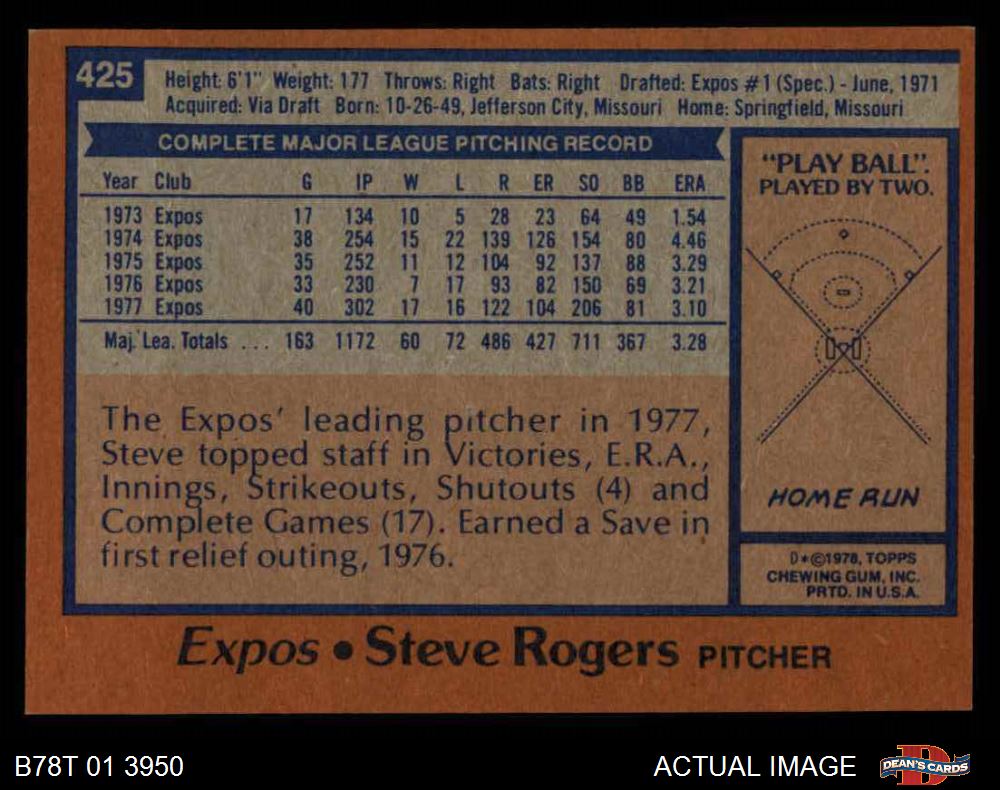 425
Height: 6'1" Weight: 177 Throws: Right Bats: Right Drafted: Expos #1 (Spec.) - June, 1971
Acquired: Via Draft Born: 10-26-49, Jefferson City, Missouri Home: Springfield, Missouri
COMPLETE MAJOR LEAGUE PITCHING RECORD
Year Club G IP W L R ER SO BB ERA
1973 Expos 17 134 10 5 28 23 64 49 1.54
1974 Expos 38 254 15 22 139 126 154 80 4.46
1975 Expos 35 252 11 12 104 92 137 88 3.29
1976 Expos 33 230 7 17 93 82 150 69 3.21
1977 Expos 40 302 17 16 122 104 206 81 3.10
Maj. Lea. Totals ... 163 1172 60 72 486 427 711 367 3.28
The Expos' leading pitcher in 1977,
Steve topped staff in Victories, E.R.A.,
Innings, Strikeouts, Shutouts (4) and
Complete Games (17). Earned a Save in
first relief outing, 1976.
"PLAY BALL".
PLAYED BY TWO.
HOME RUN
D*©1978, TOPPS
CHEWING GUM, INC.
PRTD. IN U.S.A.
Expos • Steve Rogers PITCHER
B78T 01 3950
ACTUAL IMAGE
DEAN'S CARDS